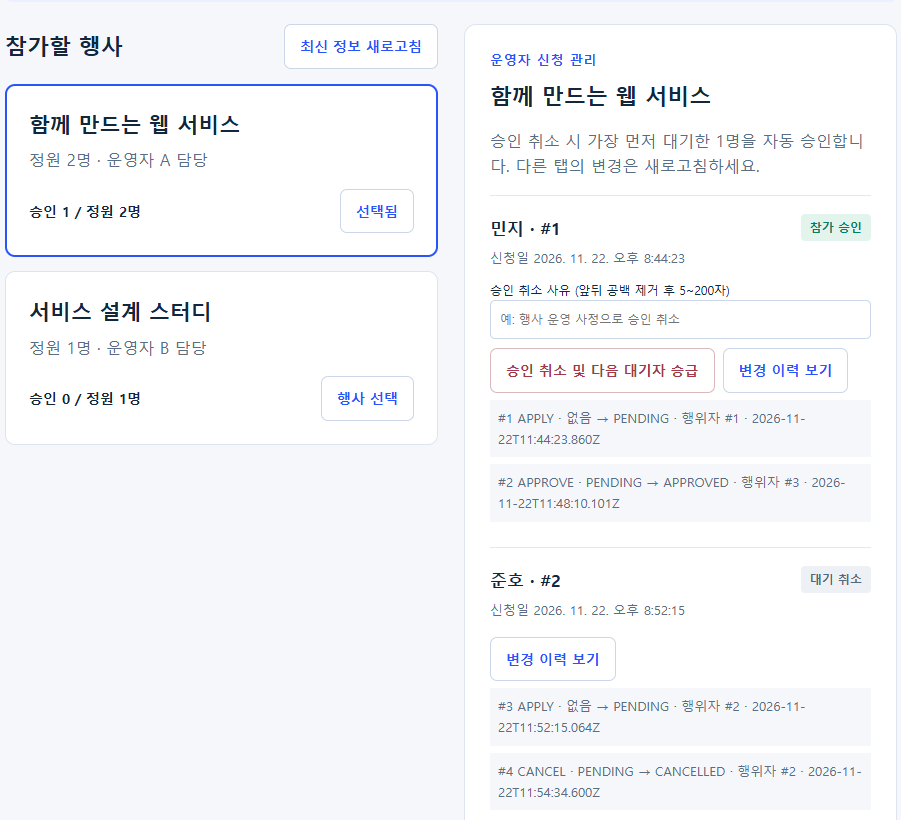 참가할 행사
최신 정보 새로고침
함께 만드는 웹 서비스
정원 2명 · 운영자 A 담당
승인 1 / 정원 2명
선택됨
서비스 설계 스터디
정원 1명 · 운영자 B 담당
승인 0 / 정원 1명
행사 선택
운영자 신청 관리
함께 만드는 웹 서비스
승인 취소 시 가장 먼저 대기한 1명을 자동 승인합니
다. 다른 탭의 변경은 새로고침하세요.
민지 · #1
참가 승인
신청일 2026. 11. 22. 오후 8:44:23
승인 취소 사유 (앞뒤 공백 제거 후 5~200자)
예: 행사 운영 사정으로 승인 취소
승인 취소 및 다음 대기자 승급
변경 이력 보기
#1 APPLY · 없음 → PENDING · 행위자 #1 · 2026-11-
22T11:44:23.860Z
#2 APPROVE · PENDING → APPROVED · 행위자 #3 · 2026-
11-22T11:48:10.101Z
준호 · #2
대기 취소
신청일 2026. 11. 22. 오후 8:52:15
변경 이력 보기
#3 APPLY · 없음 → PENDING · 행위자 #2 · 2026-11-
22T11:52:15.064Z
#4 CANCEL · PENDING → CANCELLED · 행위자 #2 · 2026-11-
22T11:54:34.600Z